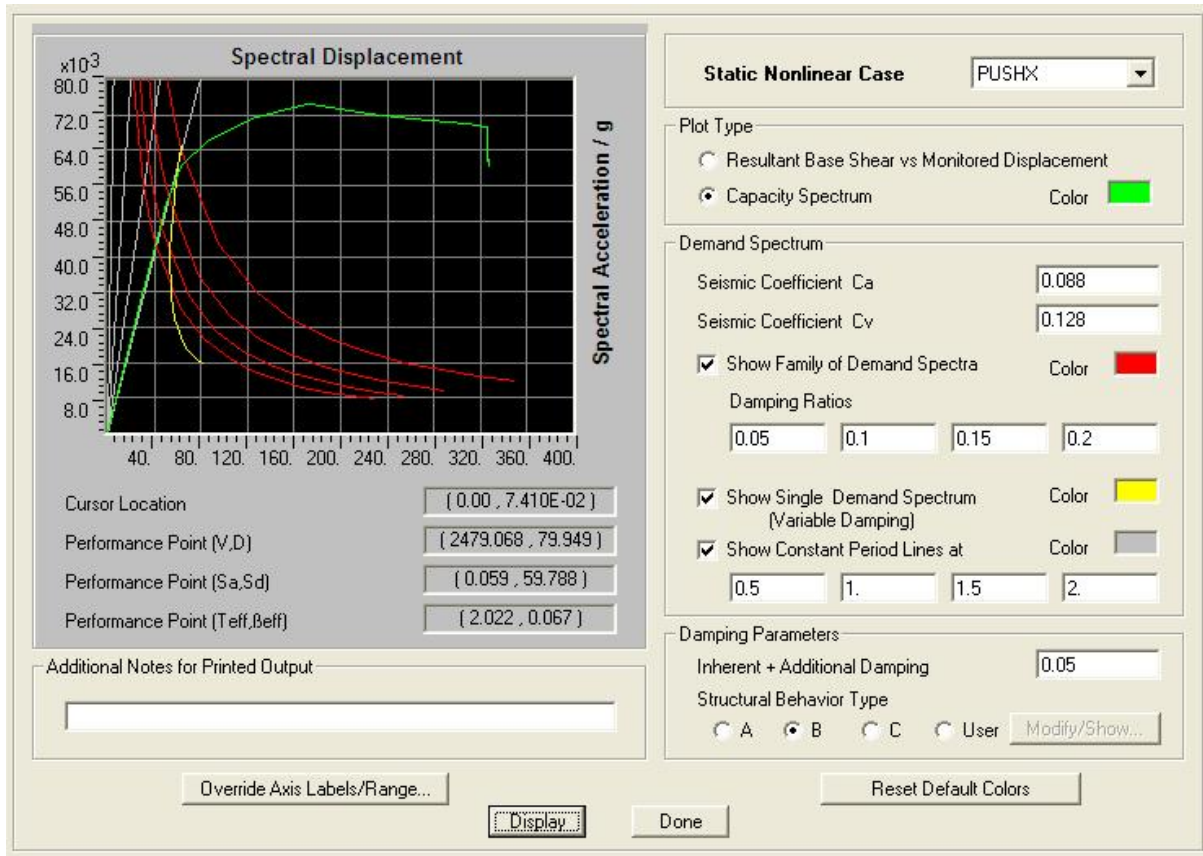 Spectral Displacement
x10³
80.0
72.0
64.0
56.0
48.0
40.0
32.0
24.0
16.0
8.0
40. 80. 120. 160. 200. 240. 280. 320. 360. 400.
Spectral Acceleration / g
Cursor Location ( 0.00 , 7.410E-02 )
Performance Point (V,D) ( 2479.068 , 79.949 )
Performance Point (Sa,Sd) ( 0.059 , 59.788 )
Performance Point (Teff,βeff) ( 2.022 , 0.067 )
Additional Notes for Printed Output
Static Nonlinear Case PUSHX
Plot Type
Resultant Base Shear vs Monitored Displacement
Capacity Spectrum Color
Demand Spectrum
Seismic Coefficient Ca 0.088
Seismic Coefficient Cv 0.128
Show Family of Demand Spectra Color
Damping Ratios
0.05 0.1 0.15 0.2
Show Single Demand Spectrum Color
(Variable Damping)
Show Constant Period Lines at Color
0.5 1. 1.5 2.
Damping Parameters
Inherent + Additional Damping 0.05
Structural Behavior Type
A B C User Modify/Show...
Override Axis Labels/Range... Reset Default Colors
Display Done